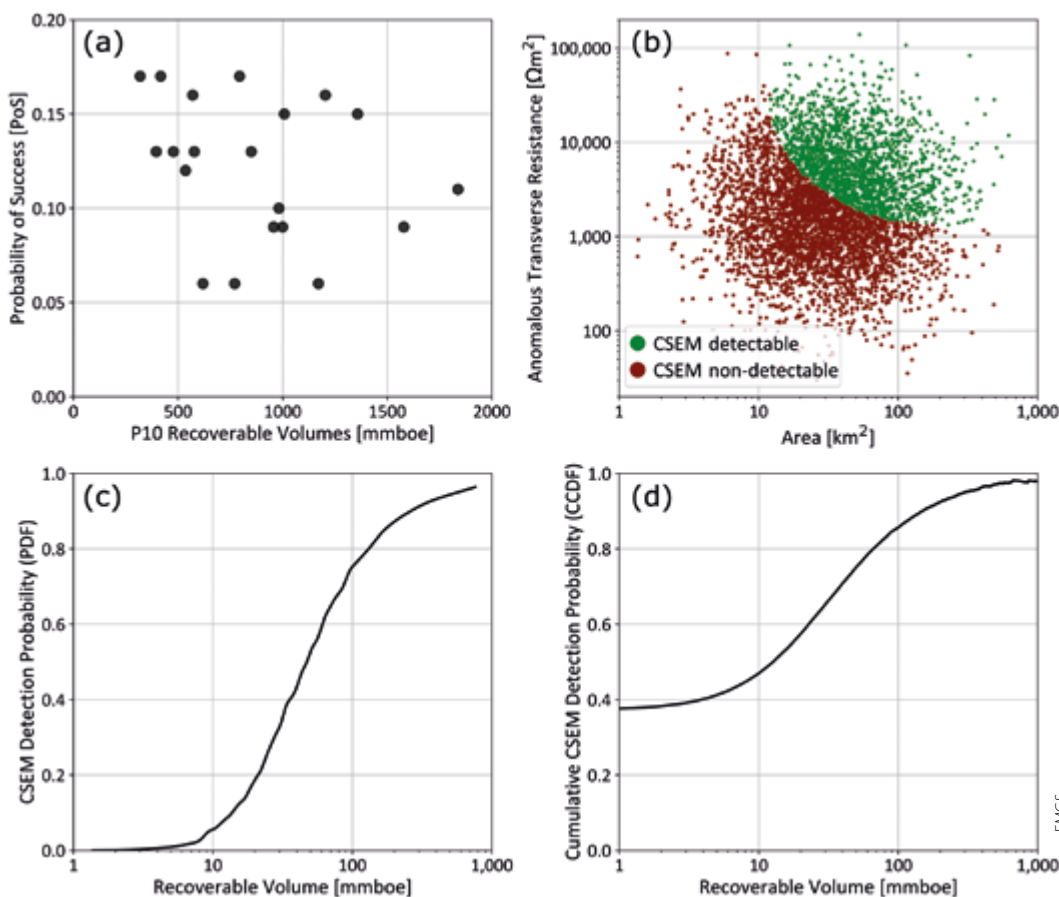 (a)
Probability of Success [PoS]
0.20
0.15
0.10
0.05
0.00
0 500 1000 1500 2000
P10 Recoverable Volumes [mmboe]
(b)
Anomalous Transverse Resistance [Ωm²]
100,000
10,000
1,000
100
CSEM detectable
CSEM non-detectable
1 10 100 1,000
Area [km²]
(c)
CSEM Detection Probability (PDF)
1.0
0.8
0.6
0.4
0.2
0.0
1 10 100 1,000
Recoverable Volume [mmboe]
(d)
Cumulative CSEM Detection Probability (CCDF)
1.0
0.8
0.6
0.4
0.2
0.0
1 10 100 1,000
Recoverable Volume [mmboe]